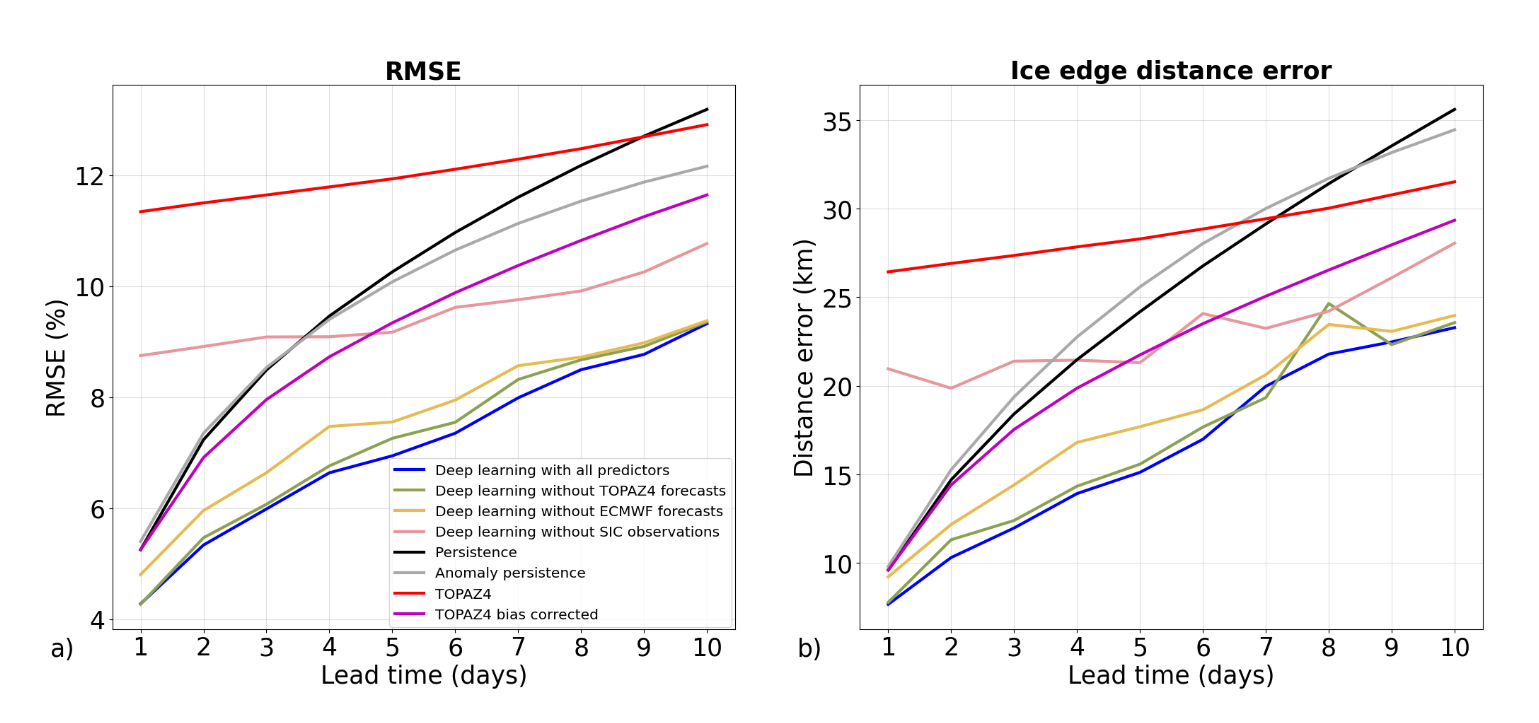 RMSE
RMSE (%)
12
10
8
6
4
1 2 3 4 5 6 7 8 9 10
Lead time (days)
a)
Deep learning with all predictors
Deep learning without TOPAZ4 forecasts
Deep learning without ECMWF forecasts
Deep learning without SIC observations
Persistence
Anomaly persistence
TOPAZ4
TOPAZ4 bias corrected
Ice edge distance error
Distance error (km)
35
30
25
20
15
10
1 2 3 4 5 6 7 8 9 10
Lead time (days)
b)